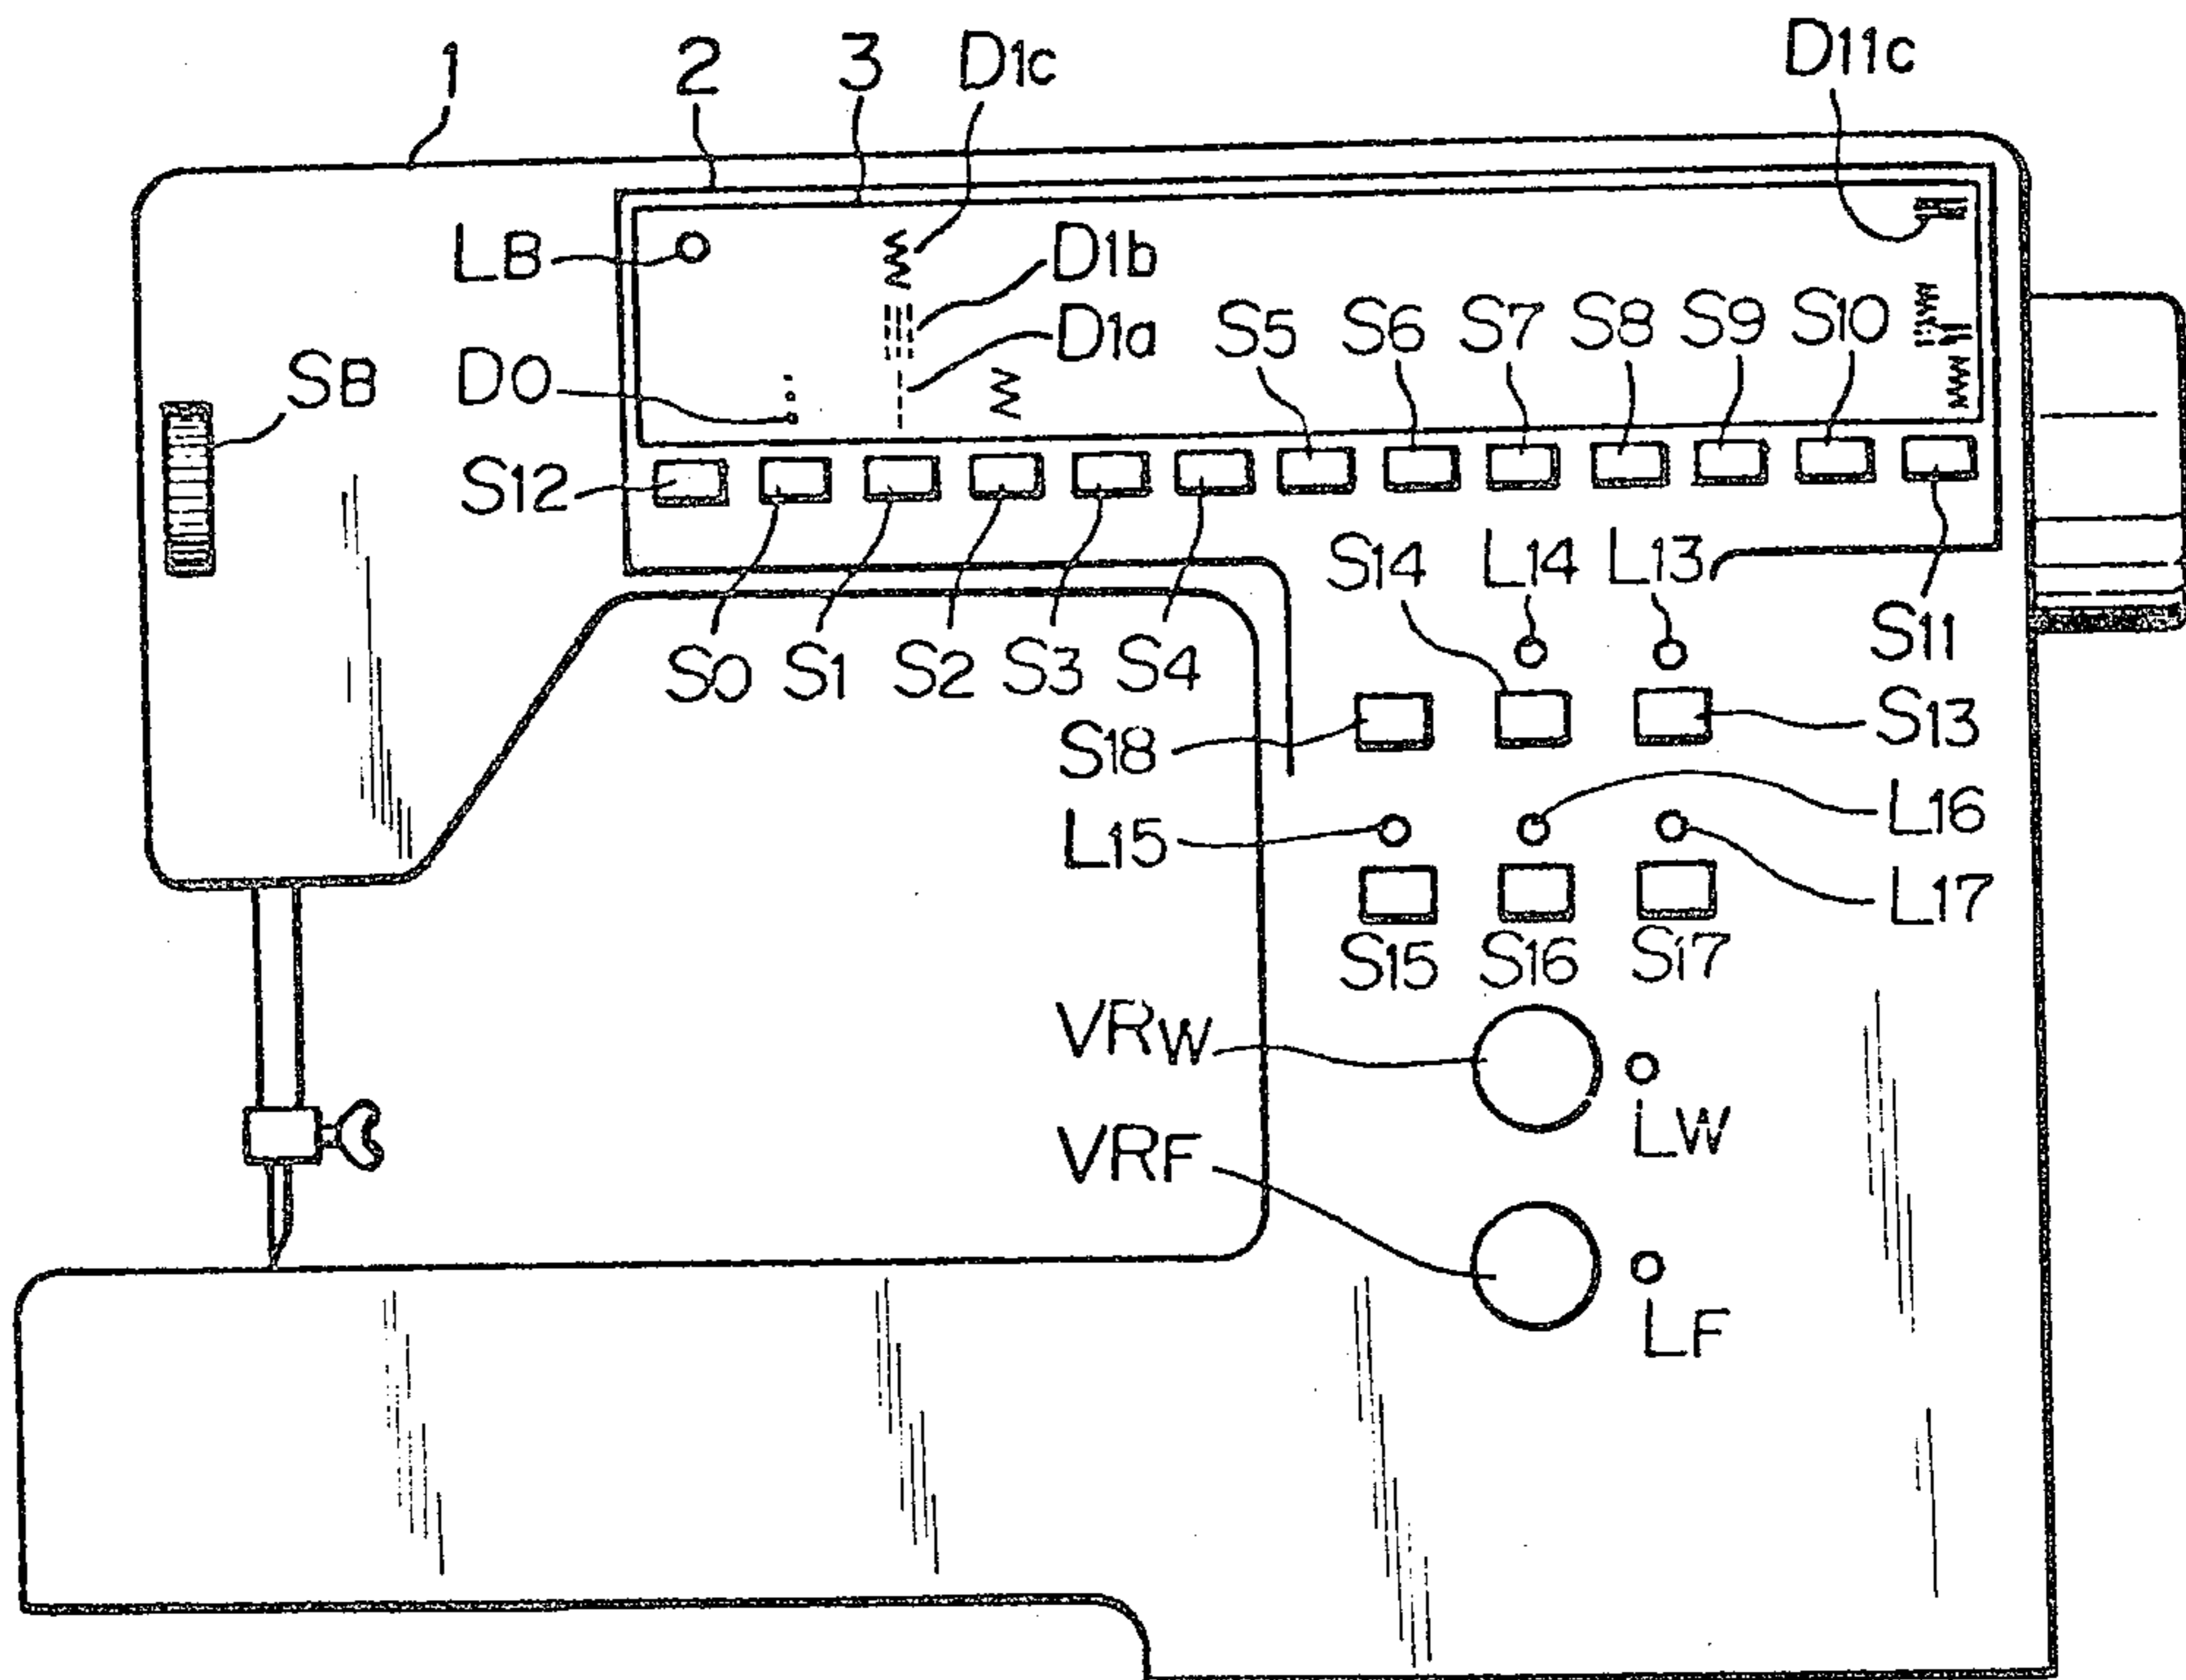 1 2 3 D1c D11c
LB D1b
S5 S6 S7 S8 S9 S10
D1a
SB D0
S12
S14 L14 L13
S0 S1 S2 S3 S4 S11
S18 S13
L15 L16
L17
S15 S16 S17
VRW
LW
VRF
LF